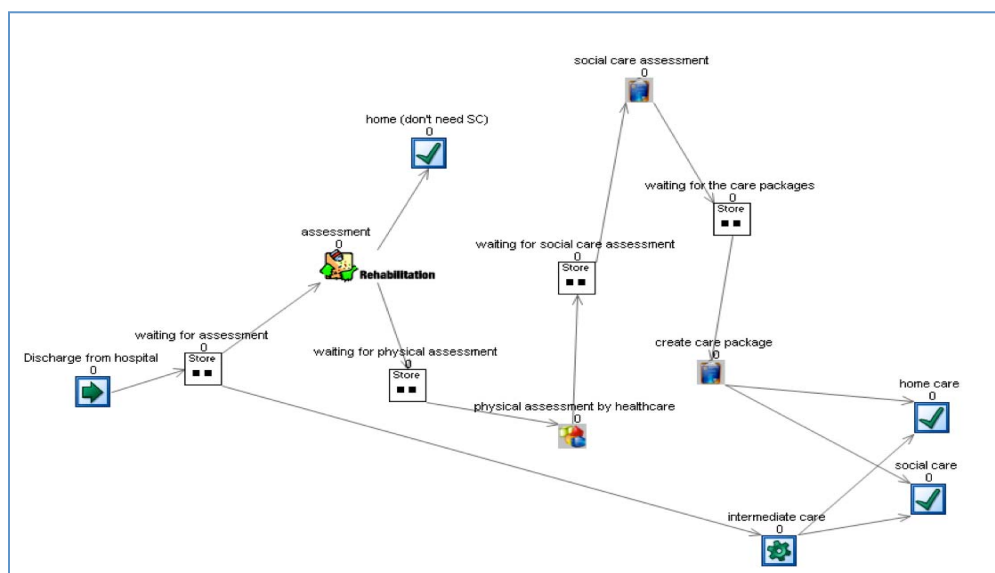 social care assessment
0
home (don't need SC)
0
waiting for the care packages
0
Store
assessment
0
Rehabilitation
waiting for social care assessment
0
Store
waiting for assessment
0
Store
Discharge from hospital
0
waiting for physical assessment
0
Store
create care package
0
physical assessment by healthcare
0
home care
0
social care
0
intermediate care
0